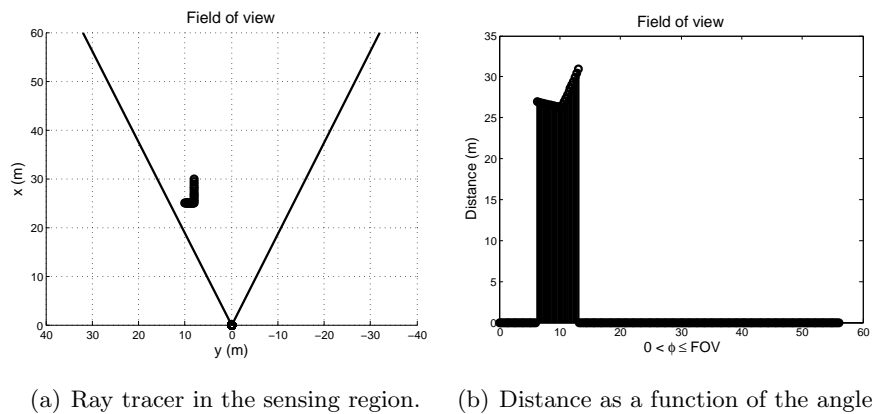 Field of view
60
50
40
30
20
10
0
x (m)
40 30 20 10 0 −10 −20 −30 −40
y (m)
Field of view
35
30
25
20
15
10
5
0
Distance (m)
0 10 20 30 40 50 60
0 < ϕ ≤ FOV
(a) Ray tracer in the sensing region.
(b) Distance as a function of the angle